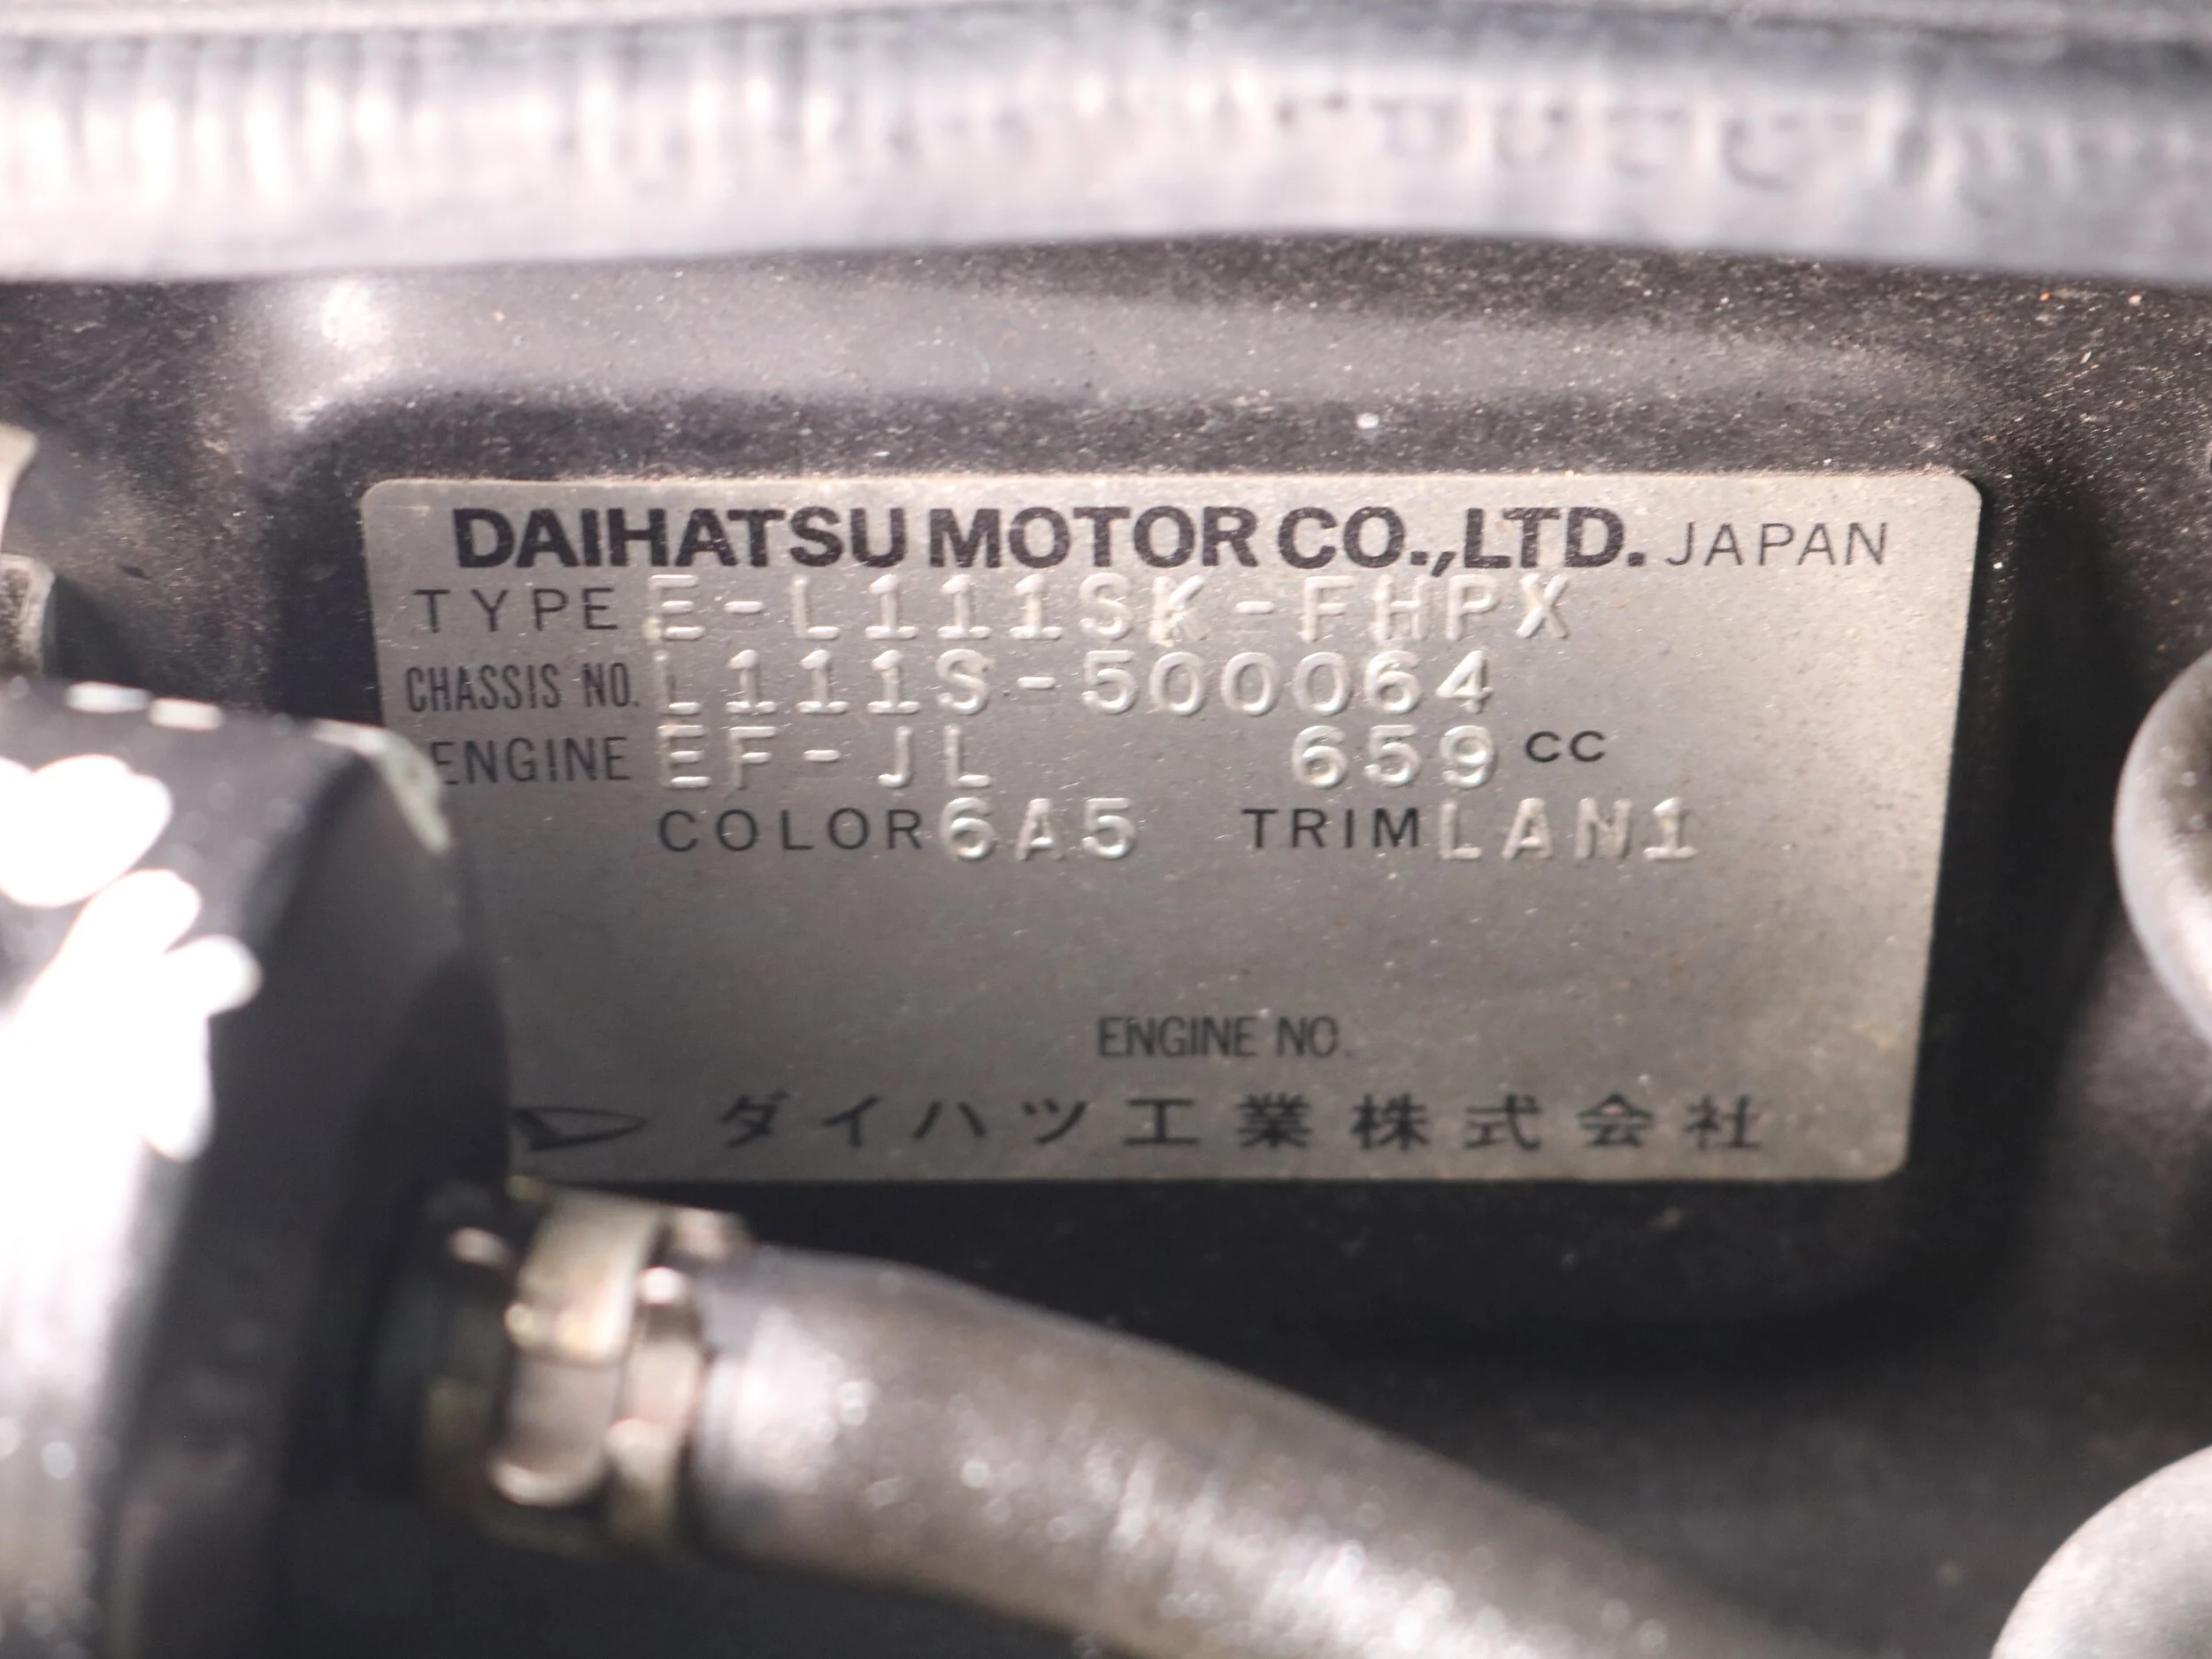 DAIHATSU MOTOR CO.,LTD. JAPAN
TYPE E-L111SK-FHPX
CHASSIS NO. L111S-500064
ENGINE EF-JL 659 CC
COLOR 6A5 TRIM LAN1
ENGINE NO.
ダイハツ工業株式会社